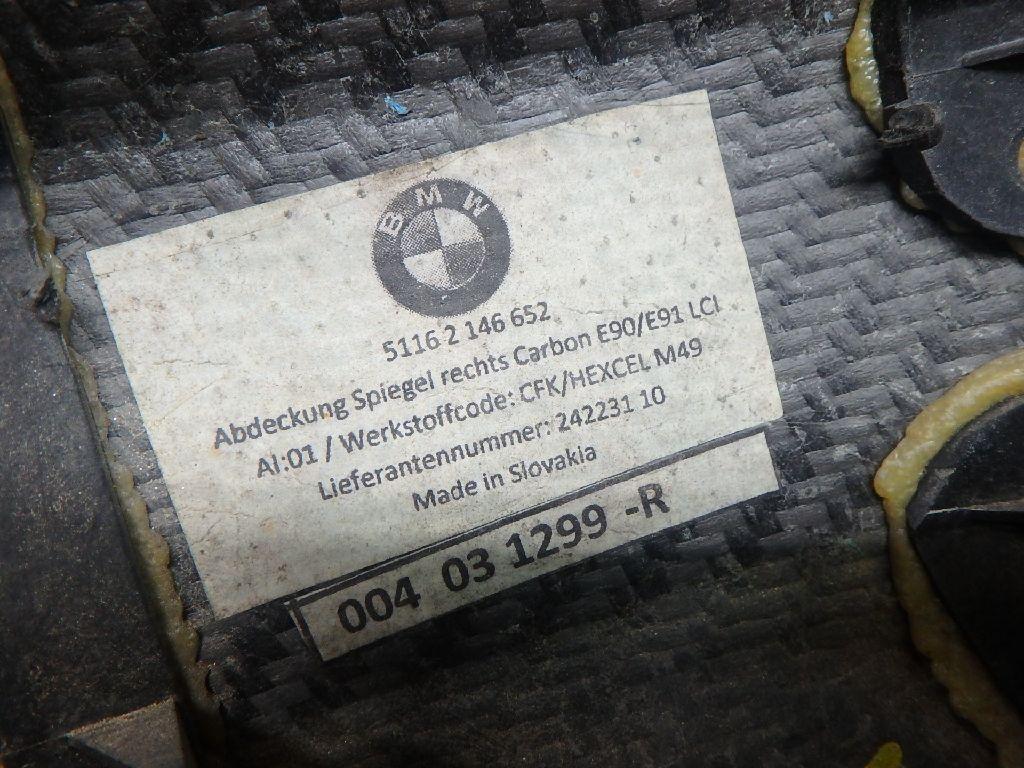 BMW
5116 2 146 652
Abdeckung Spiegel rechts Carbon E90/E91 LCI
AI:01 / Werkstoffcode: CFK/HEXCEL M49
Lieferantennummer: 242231 10
Made in Slovakia
004 03 1299 -R